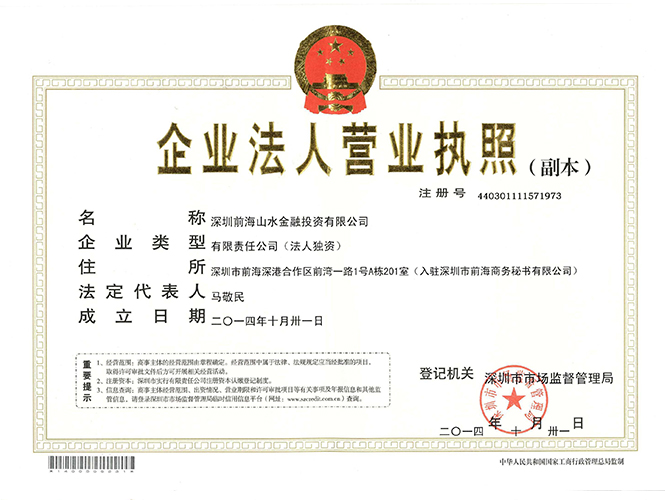 企业法人营业执照（副本）
注册号 440301111571973
名称 深圳前海山水金融投资有限公司
企业类型 有限责任公司（法人独资）
住所 深圳市前海深港合作区前湾一路1号A栋201室（入驻深圳市前海商务秘书有限公司）
法定代表人 马敬民
成立日期 二〇一四年十月卅一日
重要提示
1、经营范围：商事主体的经营范围由章程确定。经营范围中属于法律、法规规定应当经批准的项目，
取得许可审批文件后方可开展相关经营活动。
2、注册资本：深圳市实行有限责任公司注册资本认缴登记制度。
3、信息查询：商事主体经营范围、出资情况、营业期限和许可审批项目等有关事项及年报信息和其他监
管信息，请登录深圳市市场监督管理局商事主体信用信息平台（网址：www.szcredit.com.cn）查询。
登记机关 深圳市市场监督管理局
二〇一四年十月卅一日
中华人民共和国国家工商行政管理总局监制